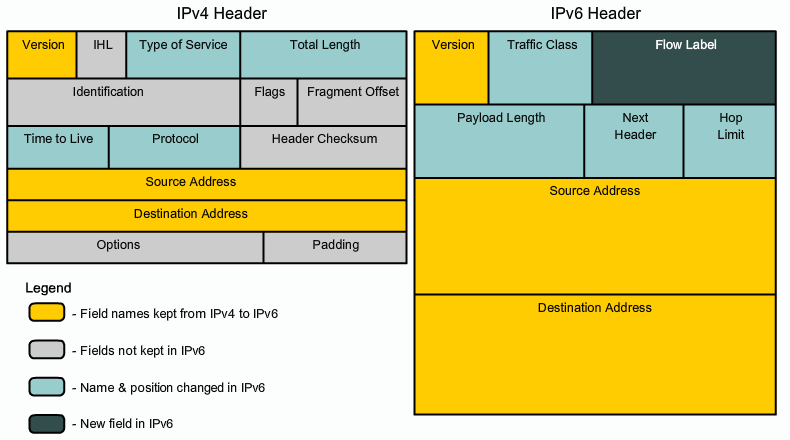 IPv4 Header
IPv6 Header
Version IHL Type of Service Total Length
Identification Flags Fragment Offset
Time to Live Protocol Header Checksum
Source Address
Destination Address
Options Padding
Version Traffic Class Flow Label
Payload Length Next Header Hop Limit
Source Address
Destination Address
Legend
- Field names kept from IPv4 to IPv6
- Fields not kept in IPv6
- Name & position changed in IPv6
- New field in IPv6